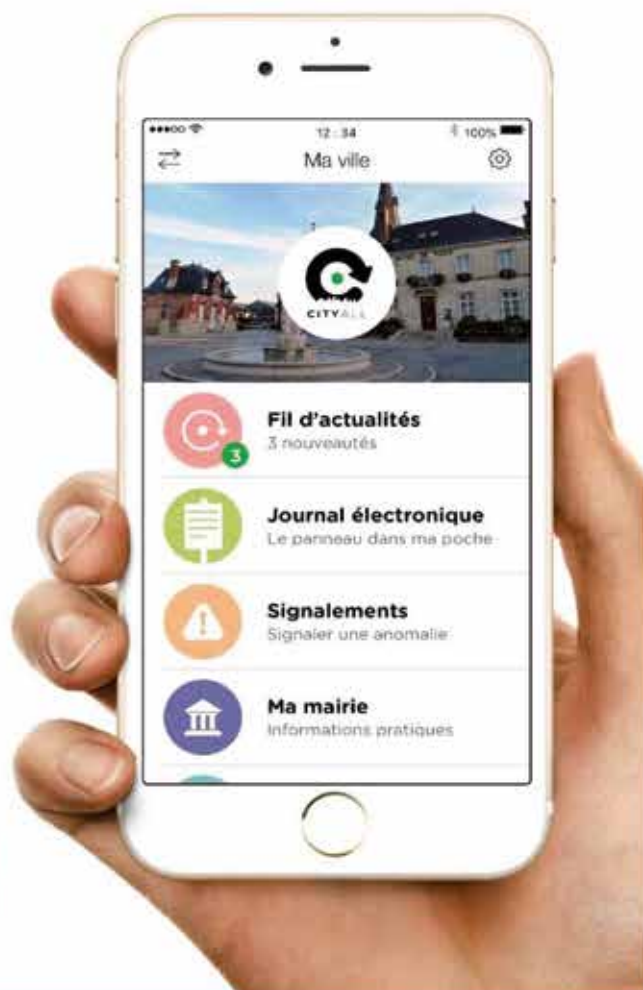 12:34
100%
Ma ville
CITYALL
Fil d'actualités
3 nouveautés
3
Journal électronique
Le panneau dans ma poche
Signalements
Signaler une anomalie
Ma mairie
Informations pratiques